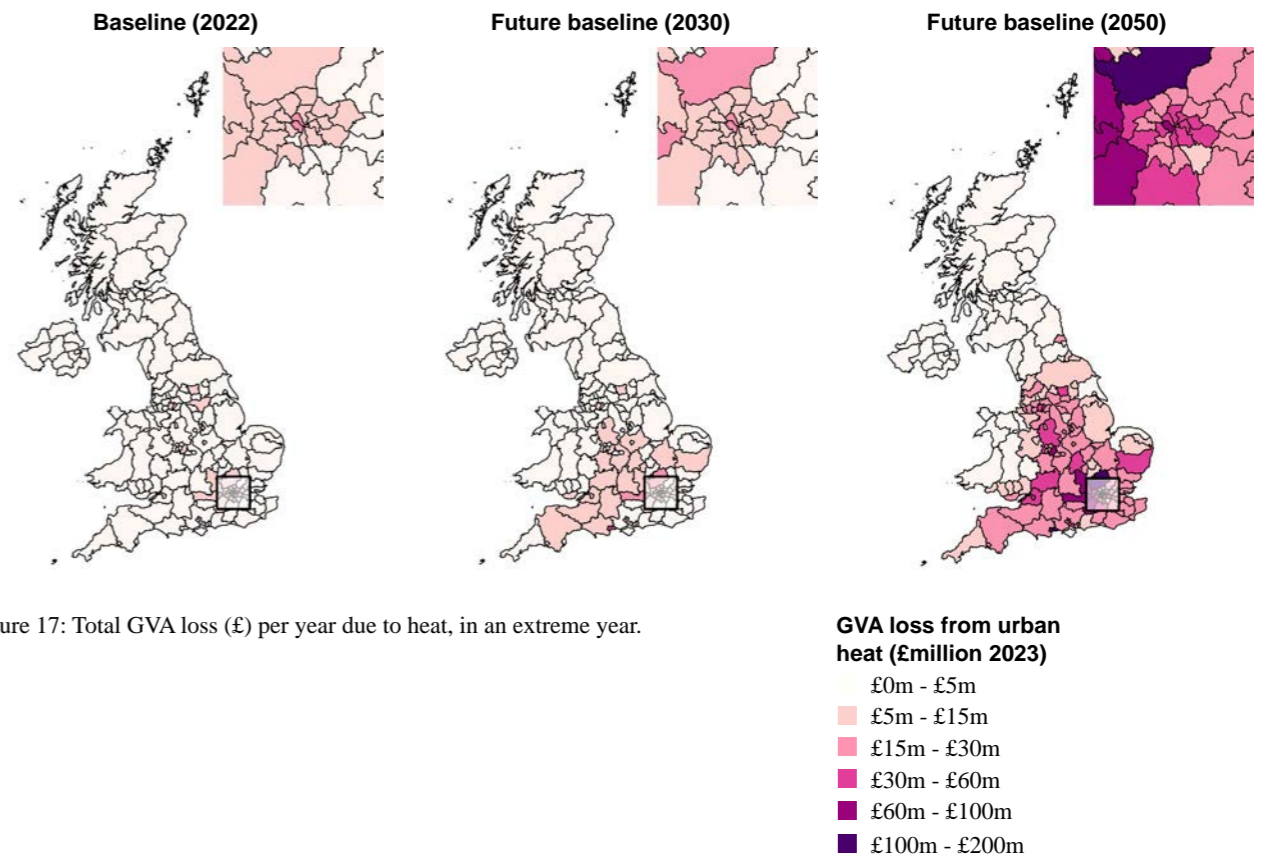 Baseline (2022)
Future baseline (2030)
Future baseline (2050)
ure 17: Total GVA loss (£) per year due to heat, in an extreme year.
GVA loss from urban
heat (£million 2023)
£0m - £5m
£5m - £15m
£15m - £30m
£30m - £60m
£60m - £100m
£100m - £200m